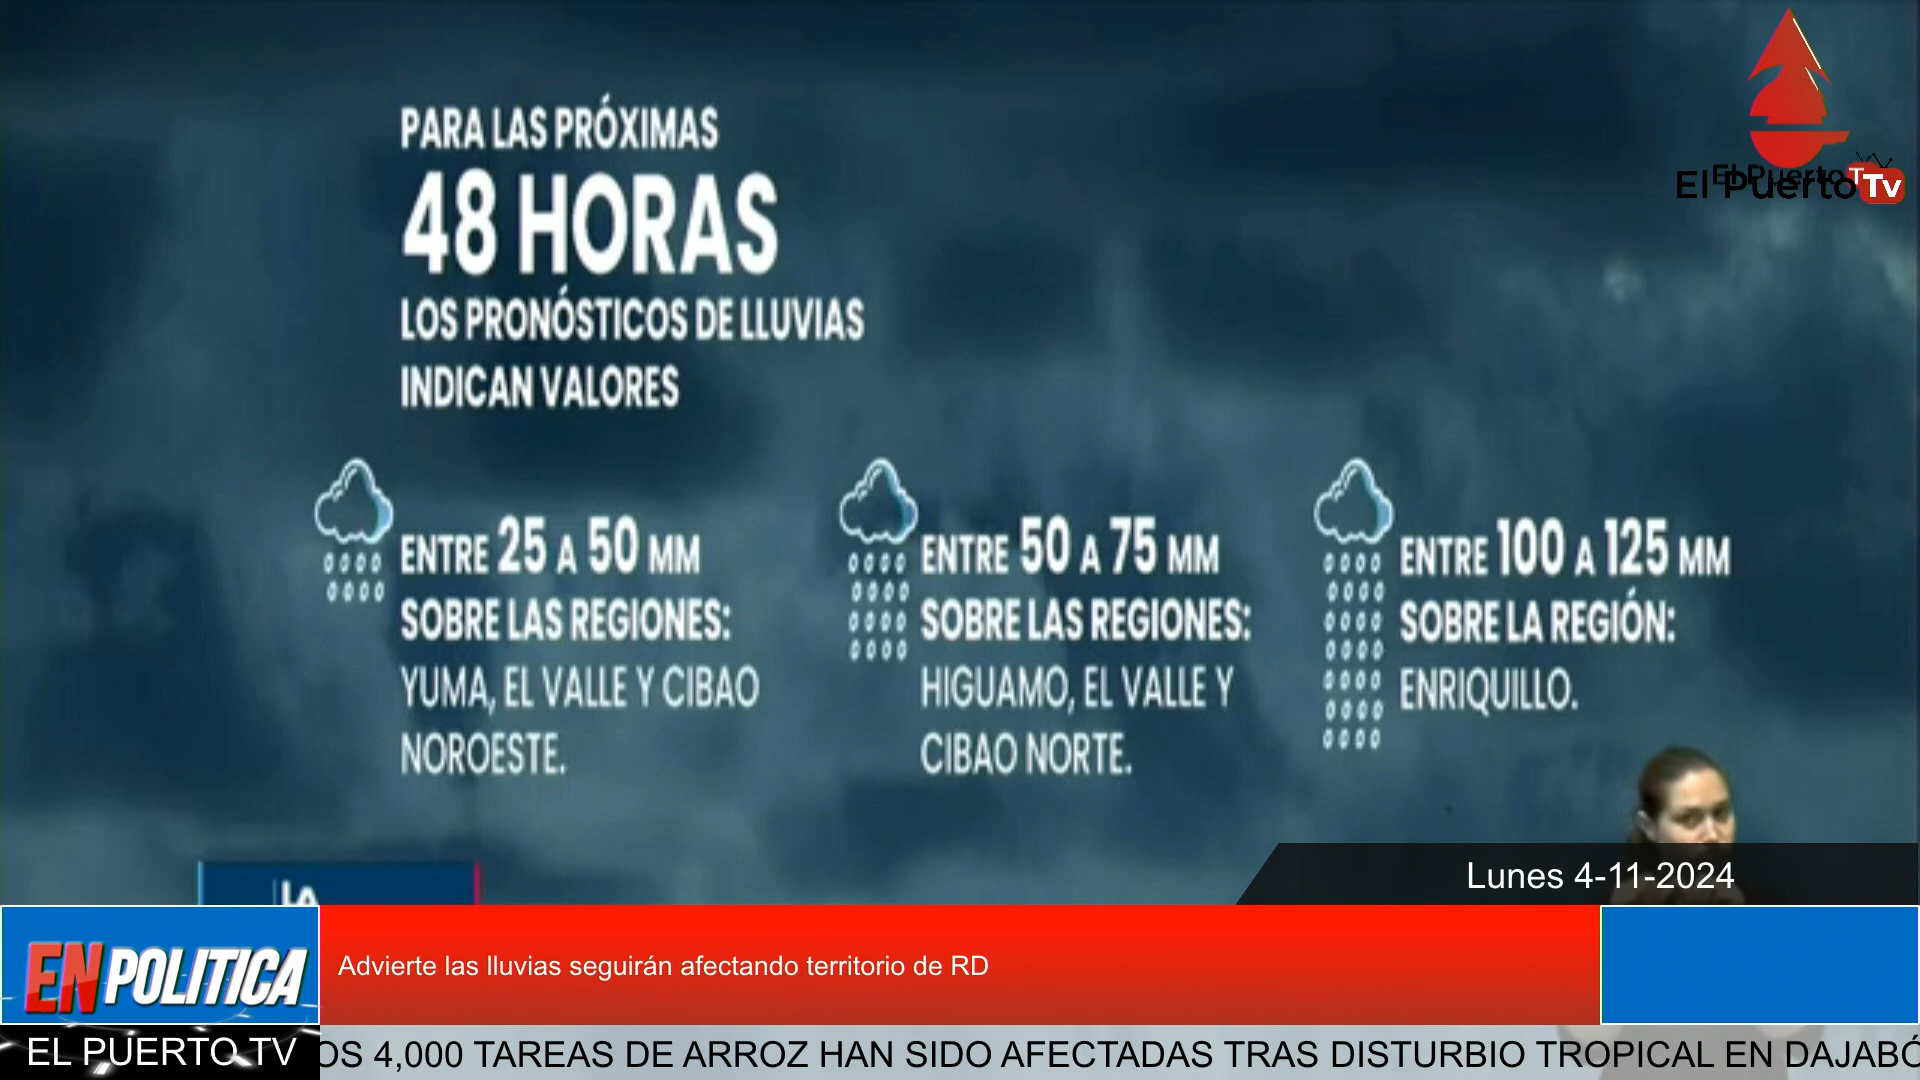 El Puerto Tv
PARA LAS PRÓXIMAS
48 HORAS
LOS PRONÓSTICOS DE LLUVIAS
INDICAN VALORES
ENTRE 25 A 50 MM
SOBRE LAS REGIONES:
YUMA, EL VALLE Y CIBAO
NOROESTE.
ENTRE 50 A 75 MM
SOBRE LAS REGIONES:
HIGUAMO, EL VALLE Y
CIBAO NORTE.
ENTRE 100 A 125 MM
SOBRE LA REGIÓN:
ENRIQUILLO.
LA
Lunes 4-11-2024
EN POLITICA
Advierte las lluvias seguirán afectando territorio de RD
EL PUERTO TV
OS 4,000 TAREAS DE ARROZ HAN SIDO AFECTADAS TRAS DISTURBIO TROPICAL EN DAJABÓ